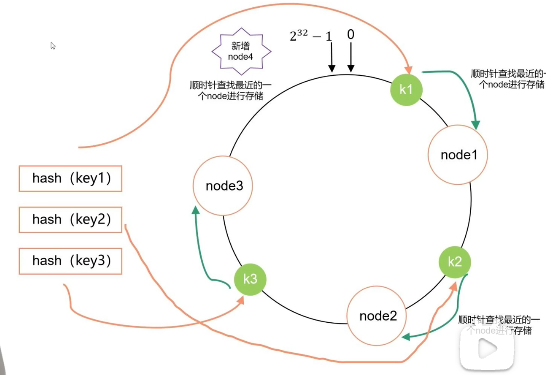 新增
node4
2^32 - 1
0
顺时针查找最近的一
个node进行存储
k1
顺时针查找最近的一
个node进行存储
node1
hash（key1）
node3
hash（key2）
hash（key3）
k2
k3
node2
顺时针查找最近的一
个node进行存储